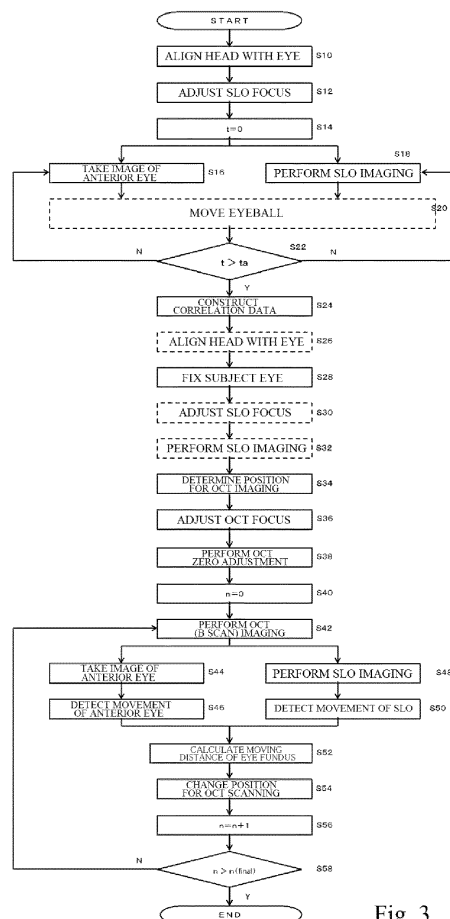 START
ALIGN HEAD WITH EYE S10
ADJUST SLO FOCUS S12
t=0 S14
TAKE IMAGE OF
ANTERIOR EYE S16
PERFORM SLO IMAGING S18
MOVE EYEBALL S20
N t > ta S22 N
Y
CONSTRUCT
CORRELATION DATA S24
ALIGN HEAD WITH EYE S26
FIX SUBJECT EYE S28
ADJUST SLO FOCUS S30
PERFORM SLO IMAGING S32
DETERMINE POSITION
FOR OCT IMAGING S34
ADJUST OCT FOCUS S36
PERFORM OCT
ZERO ADJUSTMENT S38
n=0 S40
PERFORM OCT
(B SCAN) IMAGING S42
TAKE IMAGE OF
ANTERIOR EYE S44
PERFORM SLO IMAGING S48
DETECT MOVEMENT
OF ANTERIOR EYE S46
DETECT MOVEMENT OF SLO S50
CALCULATE MOVING
DISTANCE OF EYE FUNDUS S52
CHANGE POSITION
FOR OCT SCANNING S54
n=n+1 S56
N n > n(final) S58
Y
END
Fig. 3